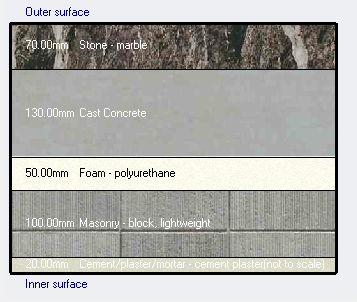 Outer surface
70.00mm Stone - marble
130.00mm Cast Concrete
50.00mm Foam - polyurethane
100.00mm Masonry - block, lightweight
20.00mm Cement/plaster/mortar - cement plaster(not to scale)
Inner surface